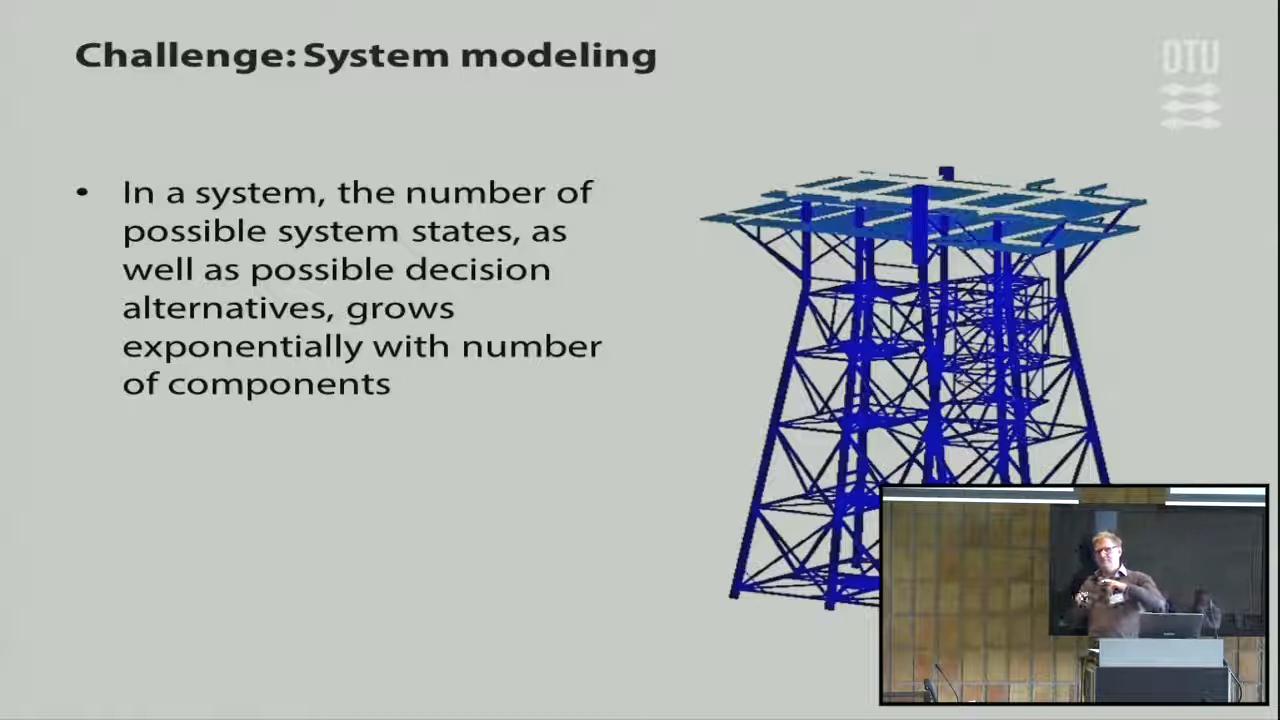 Challenge: System modeling
DTU
• In a system, the number of
possible system states, as
well as possible decision
alternatives, grows
exponentially with number
of components